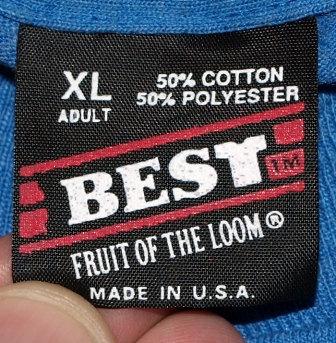 XL
ADULT
50% COTTON
50% POLYESTER
BEST TM
FRUIT OF THE LOOM®
MADE IN U.S.A.